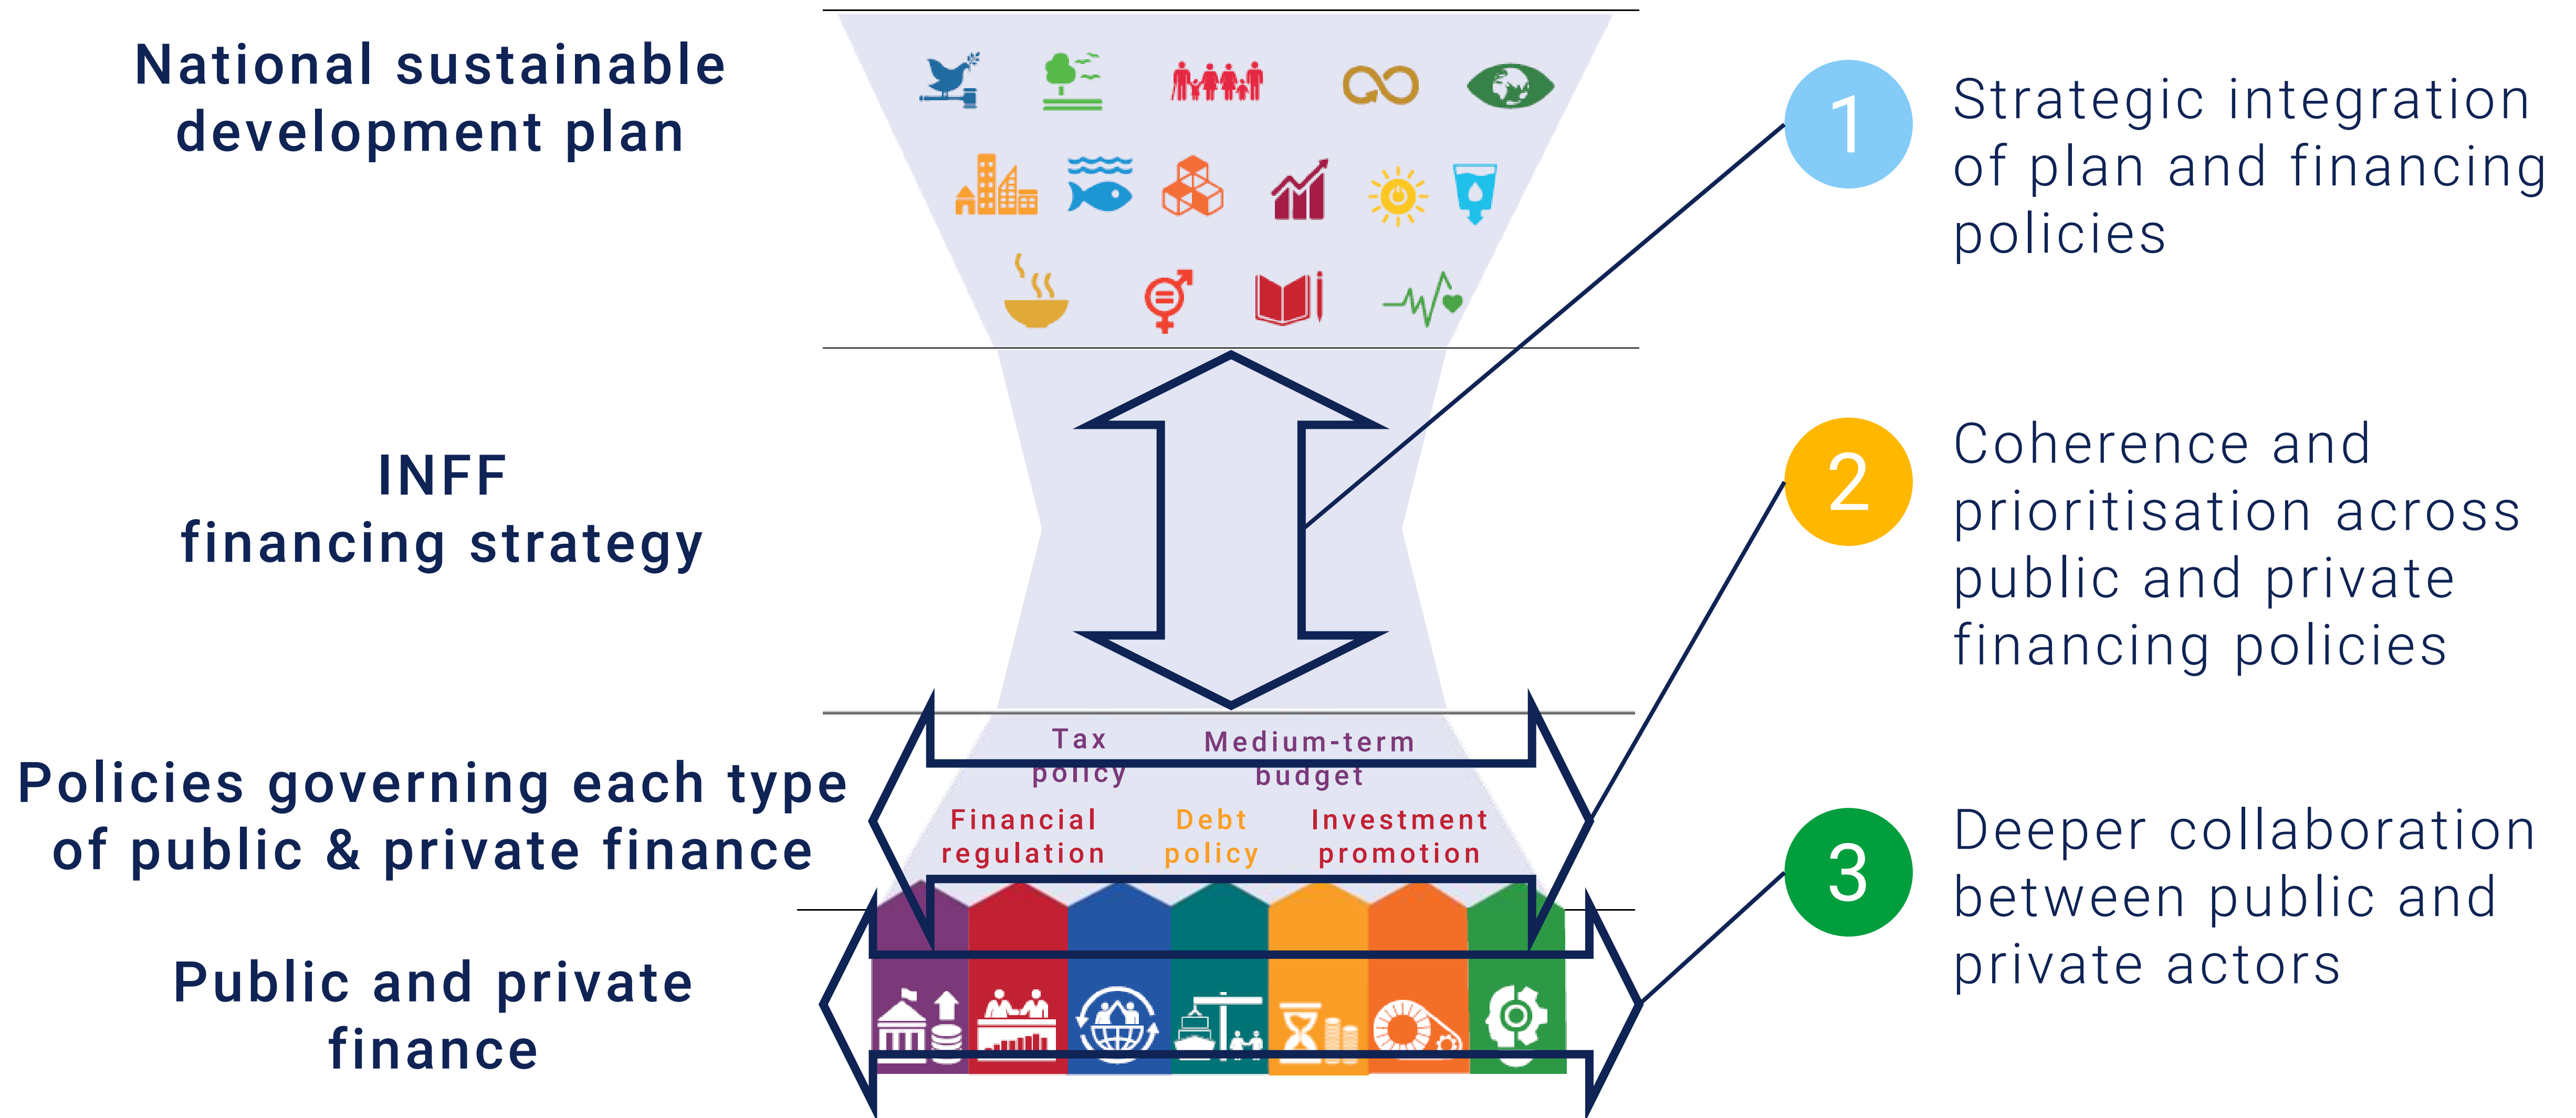 National sustainable
development plan
INFF
financing strategy
Policies governing each type
of public & private finance
Public and private
finance
Tax
policy
Medium-term
budget
Financial
regulation
Debt
policy
Investment
promotion
1
Strategic integration
of plan and financing
policies
2
Coherence and
prioritisation across
public and private
financing policies
3
Deeper collaboration
between public and
private actors